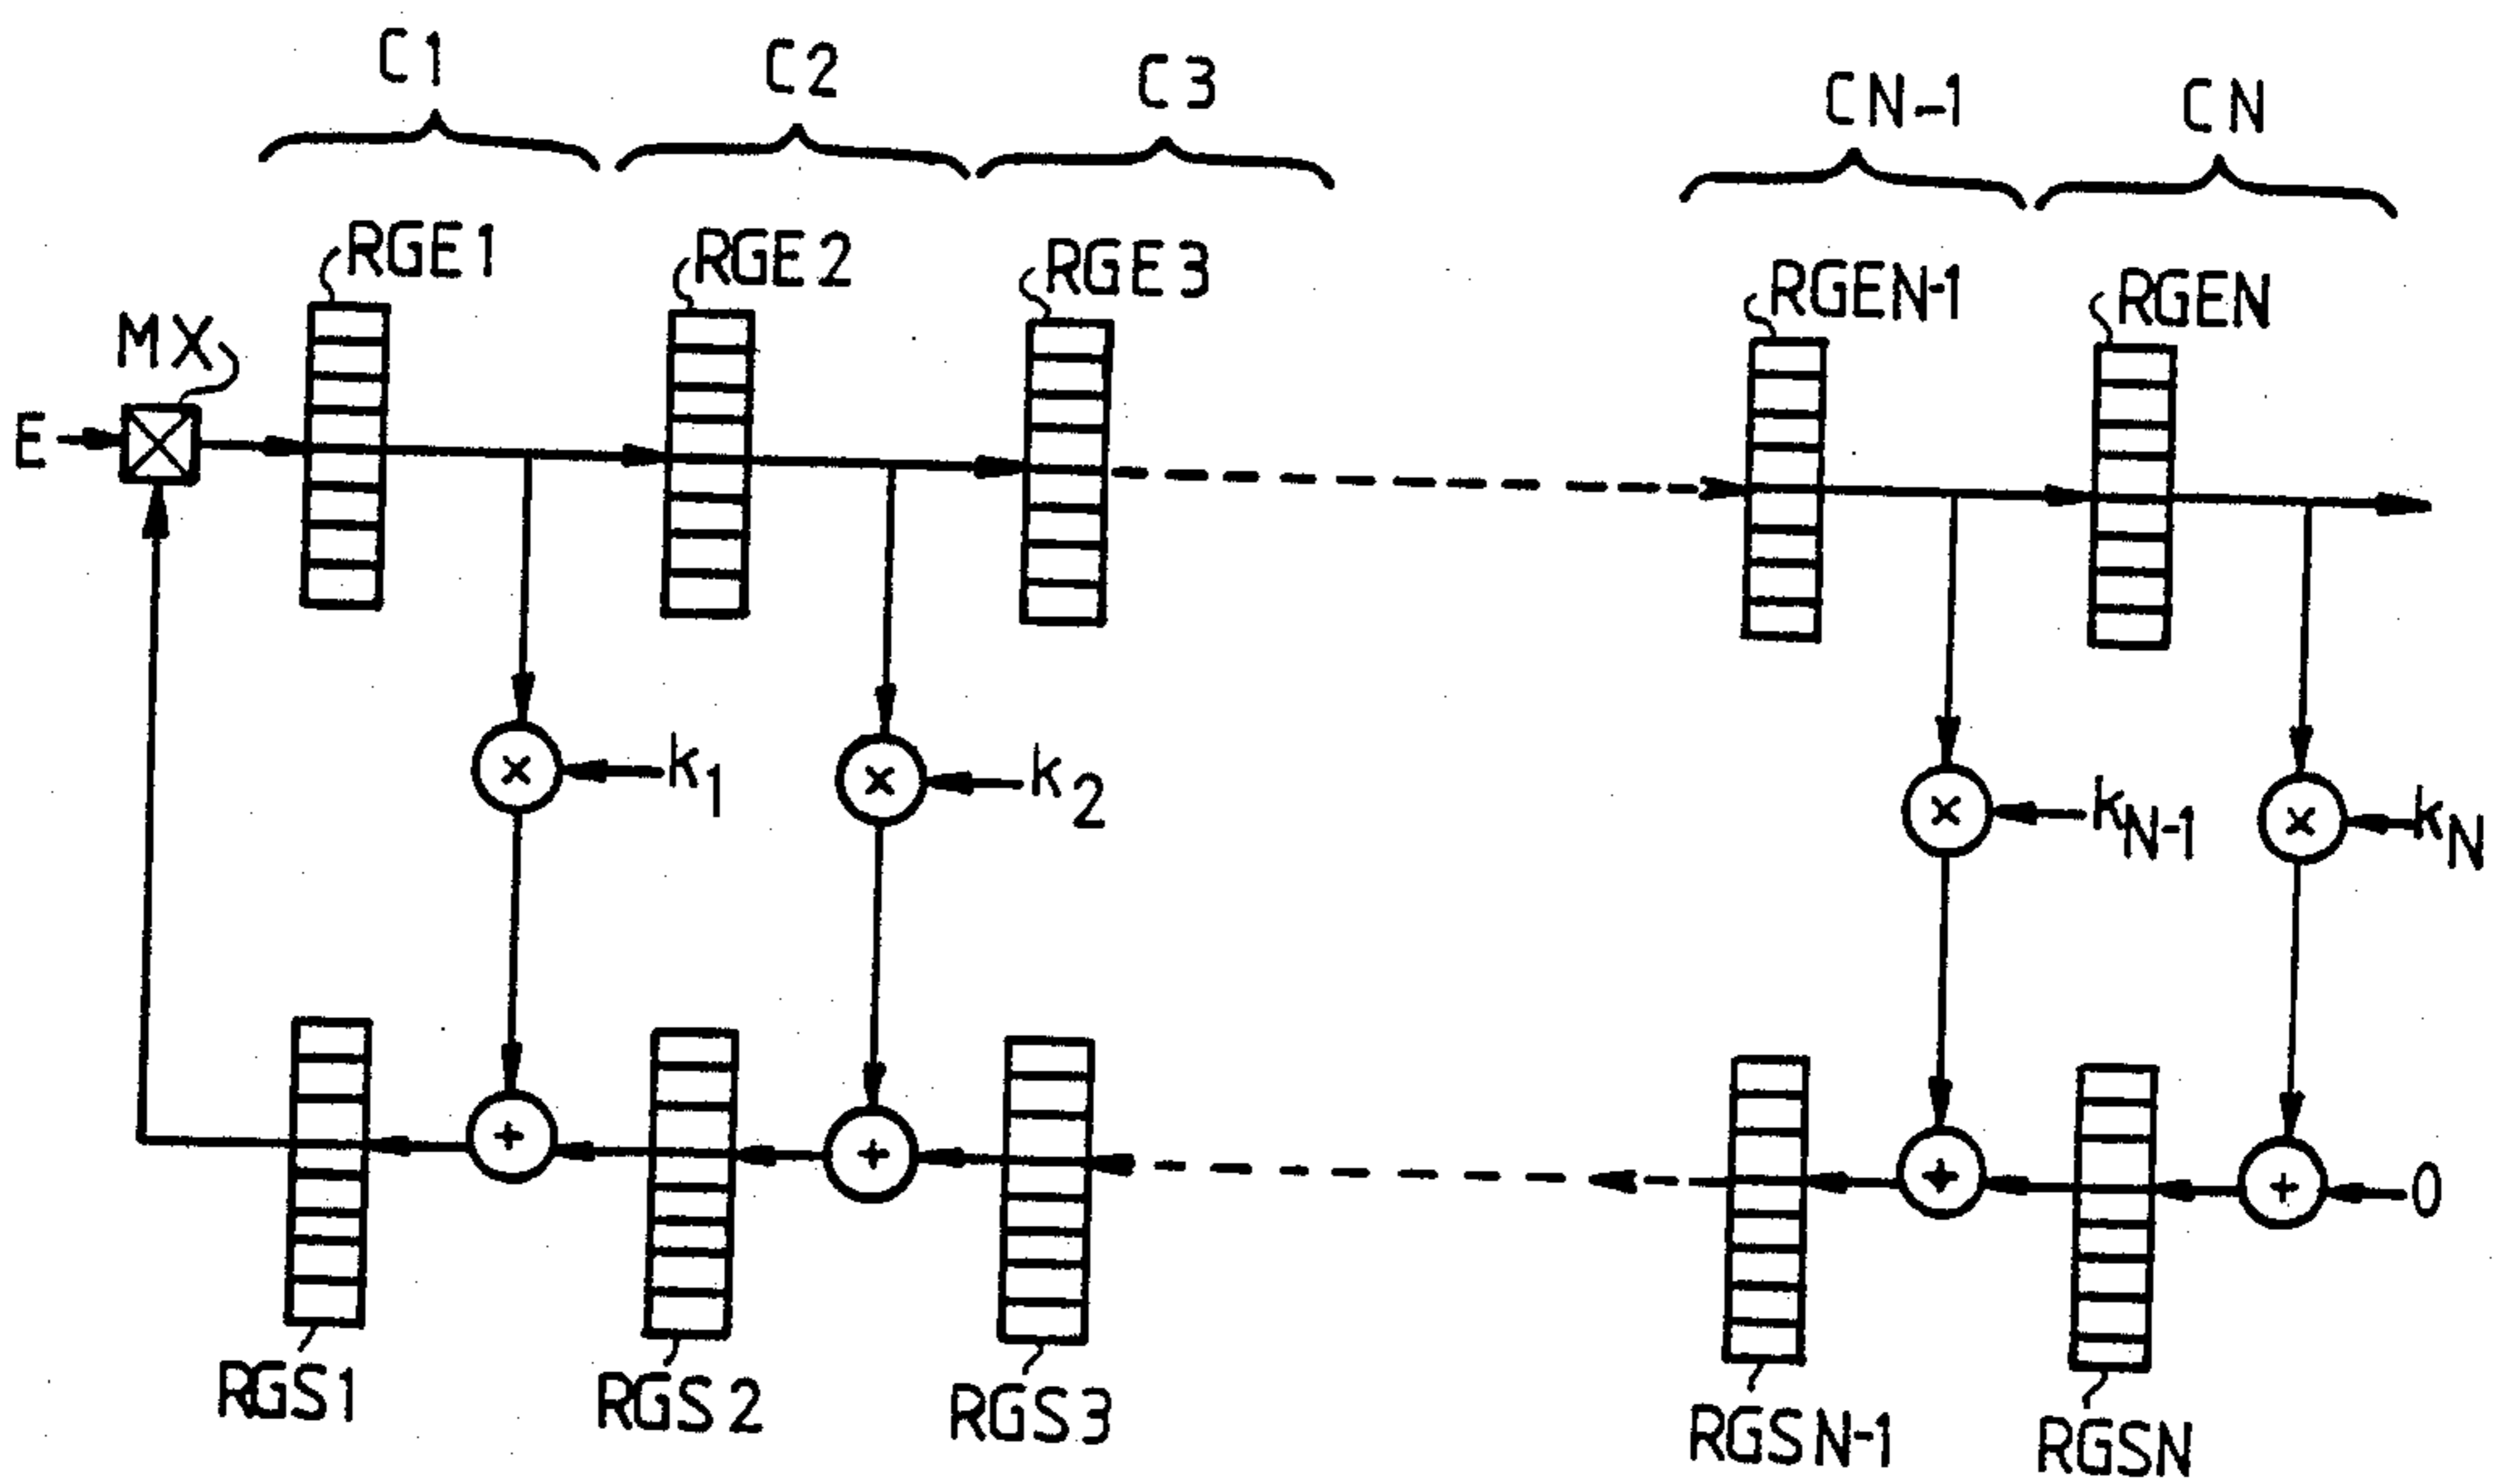 C1 C2 C3 CN-1 CN
RGE1 RGE2 RGE3 RGEN-1 RGEN
MX
E
× k1 × k2 × kN-1 × kN
+ + + + 0
RGS1 RGS2 RGS3 RGSN-1 RGSN